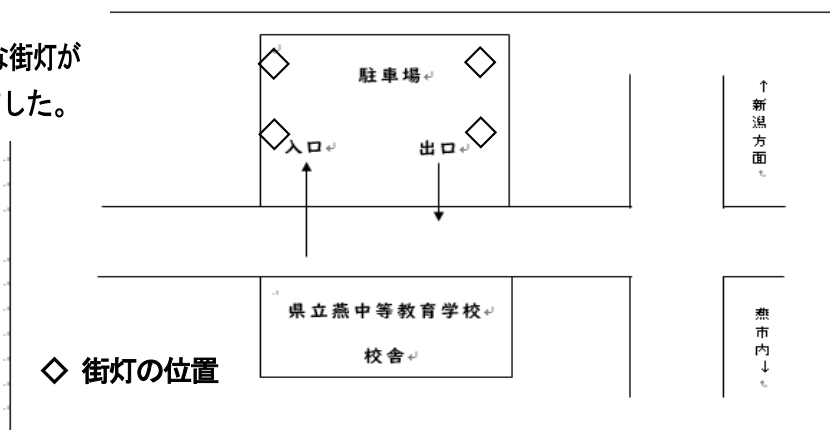 な街灯が
した。
駐車場
入口
出口
↑新潟方面
県立燕中等教育学校
校舎
燕市内↓
◇ 街灯の位置